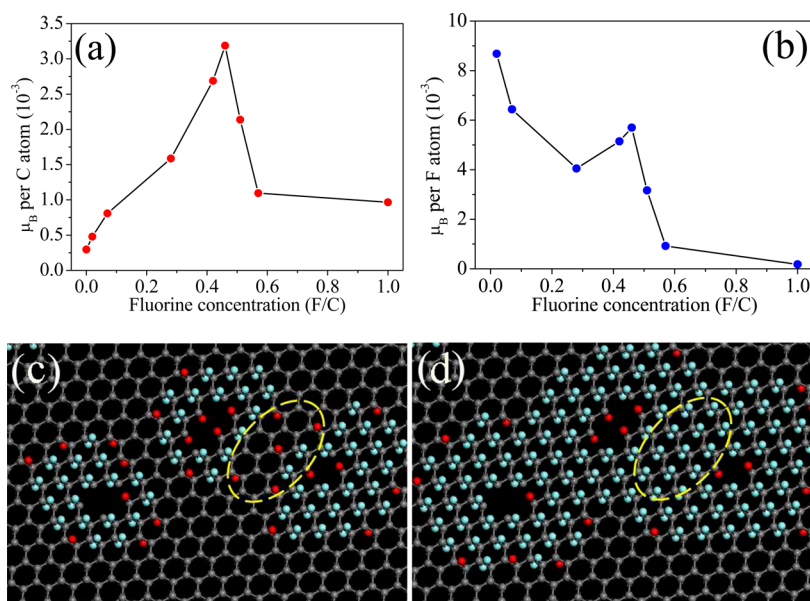 (a)
μB per C atom (10-3)
3.5
3.0
2.5
2.0
1.5
1.0
0.5
0.0
0.0 0.2 0.4 0.6 0.8 1.0
Fluorine concentration (F/C)
(b)
μB per F atom (10-3)
10
8
6
4
2
0
0.0 0.2 0.4 0.6 0.8 1.0
Fluorine concentration (F/C)
(c)
(d)